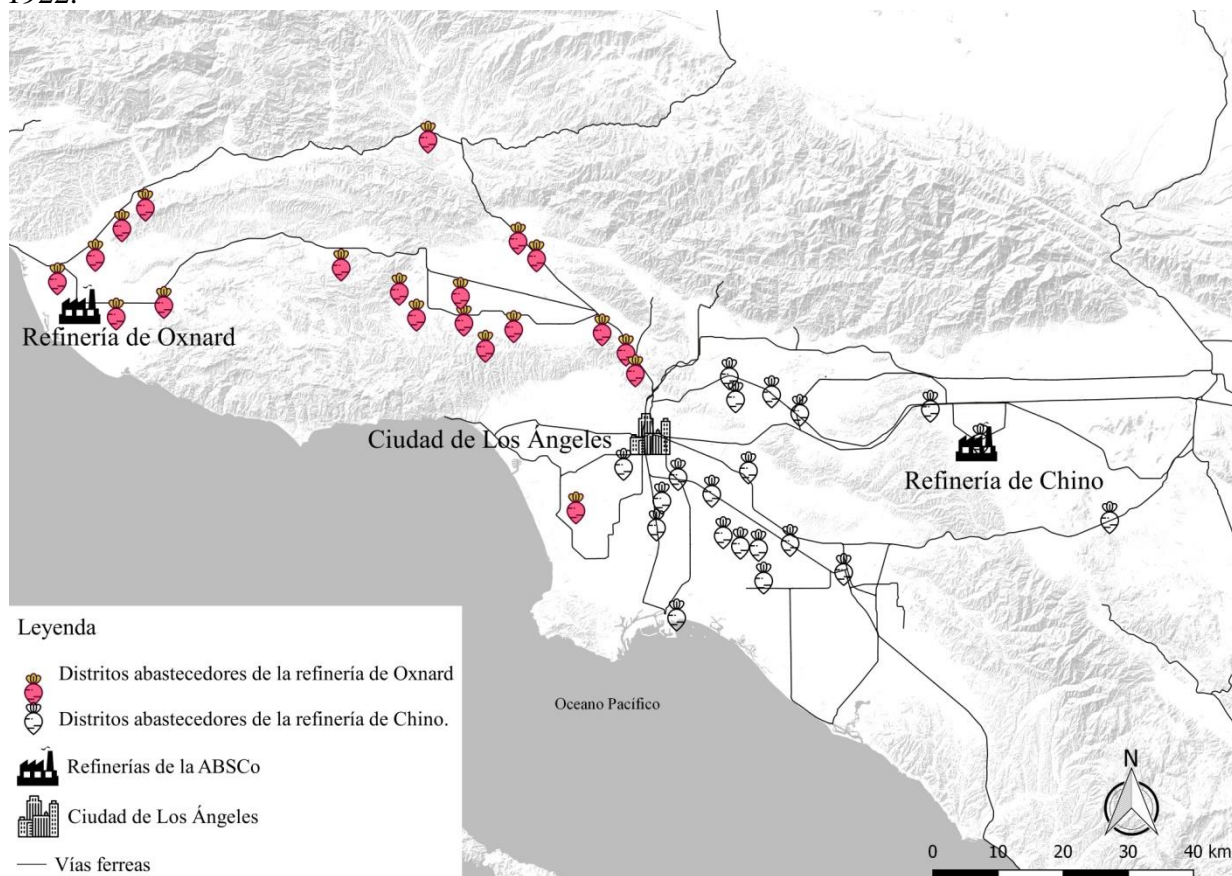 1922.
Refinería de Oxnard
Ciudad de Los Ángeles
Refinería de Chino
Leyenda
Distritos abastecedores de la refinería de Oxnard
Distritos abastecedores de la refinería de Chino.
Refinerías de la ABSCo
Ciudad de Los Ángeles
Vías ferreas
Oceano Pacífico
N
0 10 20 30 40 km